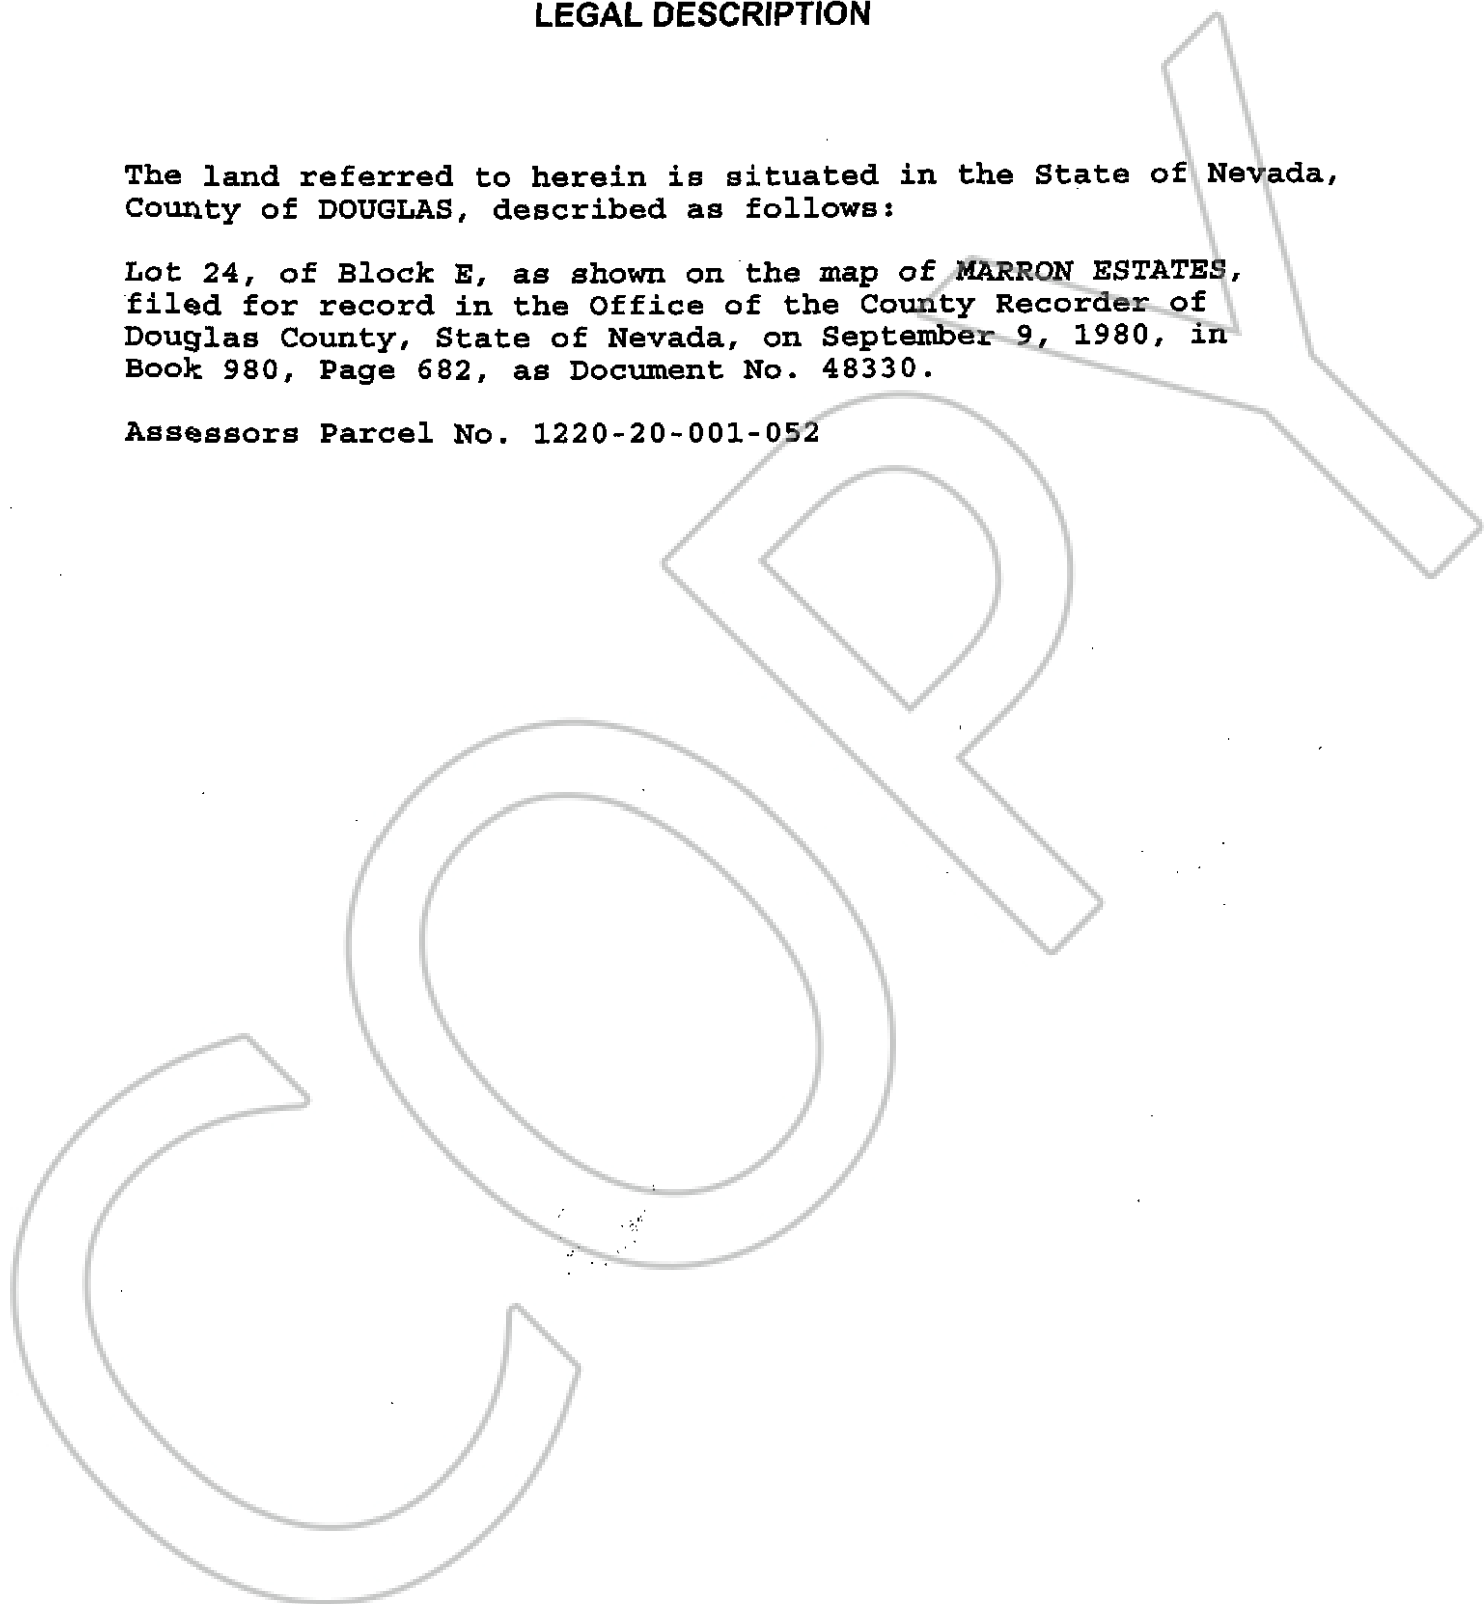 LEGAL DESCRIPTION
The land referred to herein is situated in the State of Nevada,
County of DOUGLAS, described as follows:
Lot 24, of Block E, as shown on the map of MARRON ESTATES,
filed for record in the Office of the County Recorder of
Douglas County, State of Nevada, on September 9, 1980, in
Book 980, Page 682, as Document No. 48330.
Assessors Parcel No. 1220-20-001-052
COPY